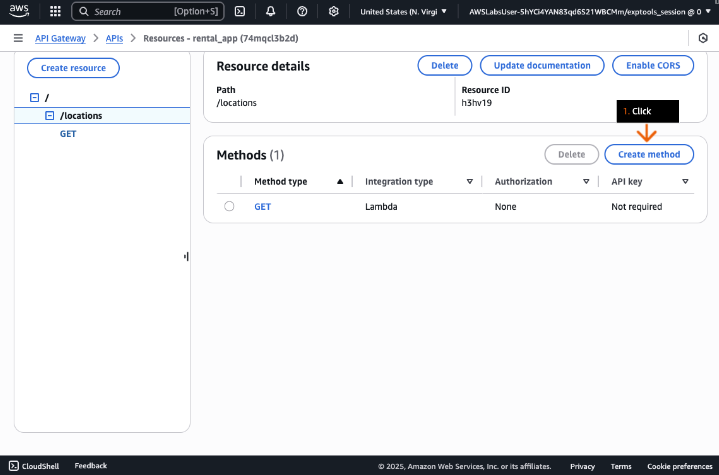 aws
Search [Option+S]
United States (N. Virgi
AWSLabsUser-5hYCi4YAN83qd6S21WBCMm/exptools_session @ 0
API Gateway > APIs > Resources - rental_app (74mqcl3b2d)
Create resource
/
/locations
GET
Resource details
Delete
Update documentation
Enable CORS
Path
/locations
Resource ID
h3hv19
1. Click
Methods (1)
Delete
Create method
Method type
Integration type
Authorization
API key
GET
Lambda
None
Not required
CloudShell
Feedback
© 2025, Amazon Web Services, Inc. or its affiliates.
Privacy
Terms
Cookie preferences